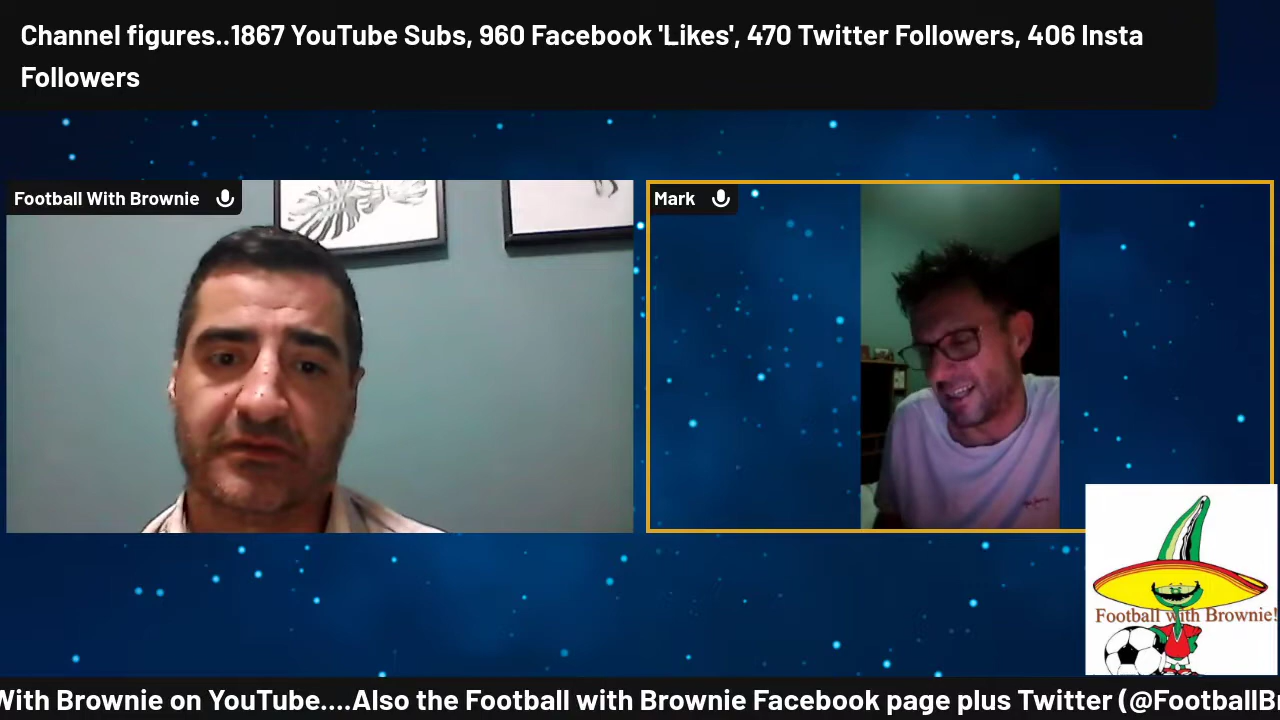 Channel figures..1867 YouTube Subs, 960 Facebook 'Likes', 470 Twitter Followers, 406 Insta
Followers
Football With Brownie
Mark
Football with Brownie!
With Brownie on YouTube....Also the Football with Brownie Facebook page plus Twitter (@FootballB